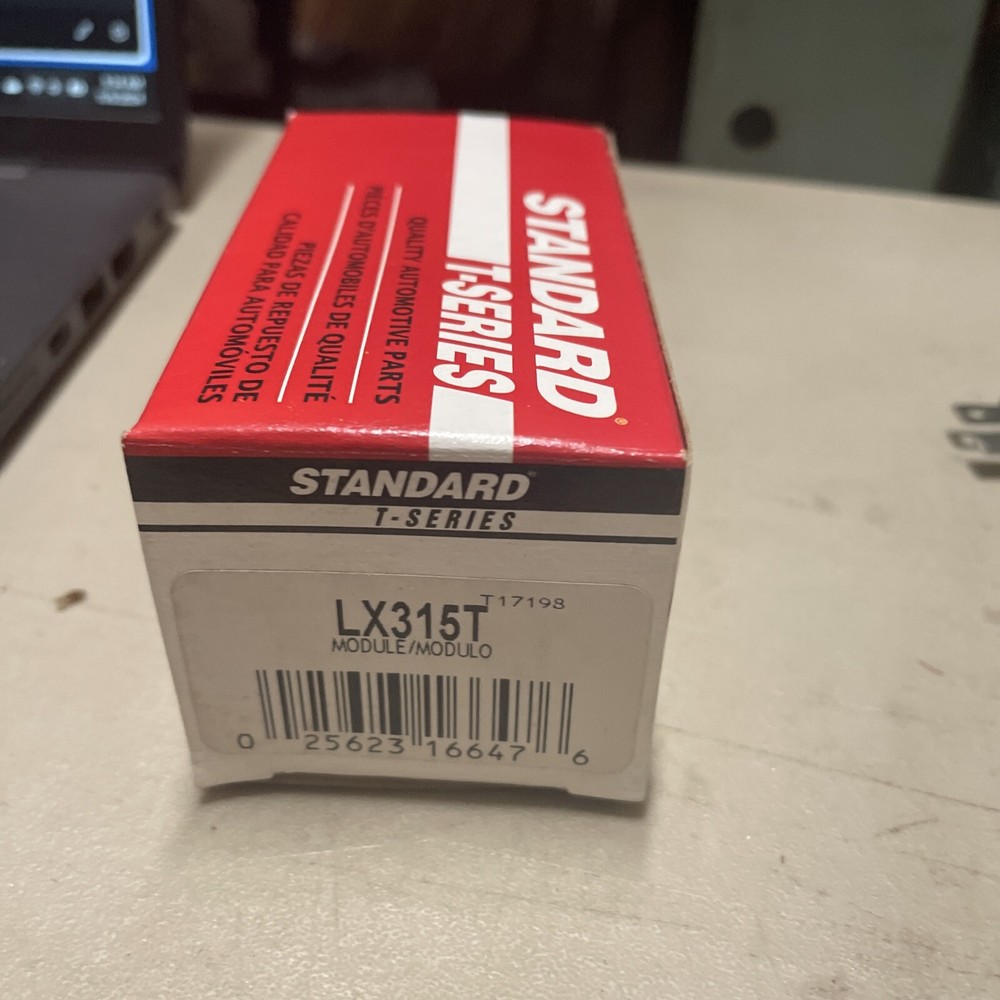 STANDARD®
T-SERIES
QUALITY AUTOMOTIVE PARTS
PIÈCES D'AUTOMOBILES DE QUALITÉ
PIEZAS DE REPUESTO DE
CALIDAD PARA AUTOMÓVILES
STANDARD®
T-SERIES
T17198
LX315T
MODULE/MODULO
0 25623 16647 6